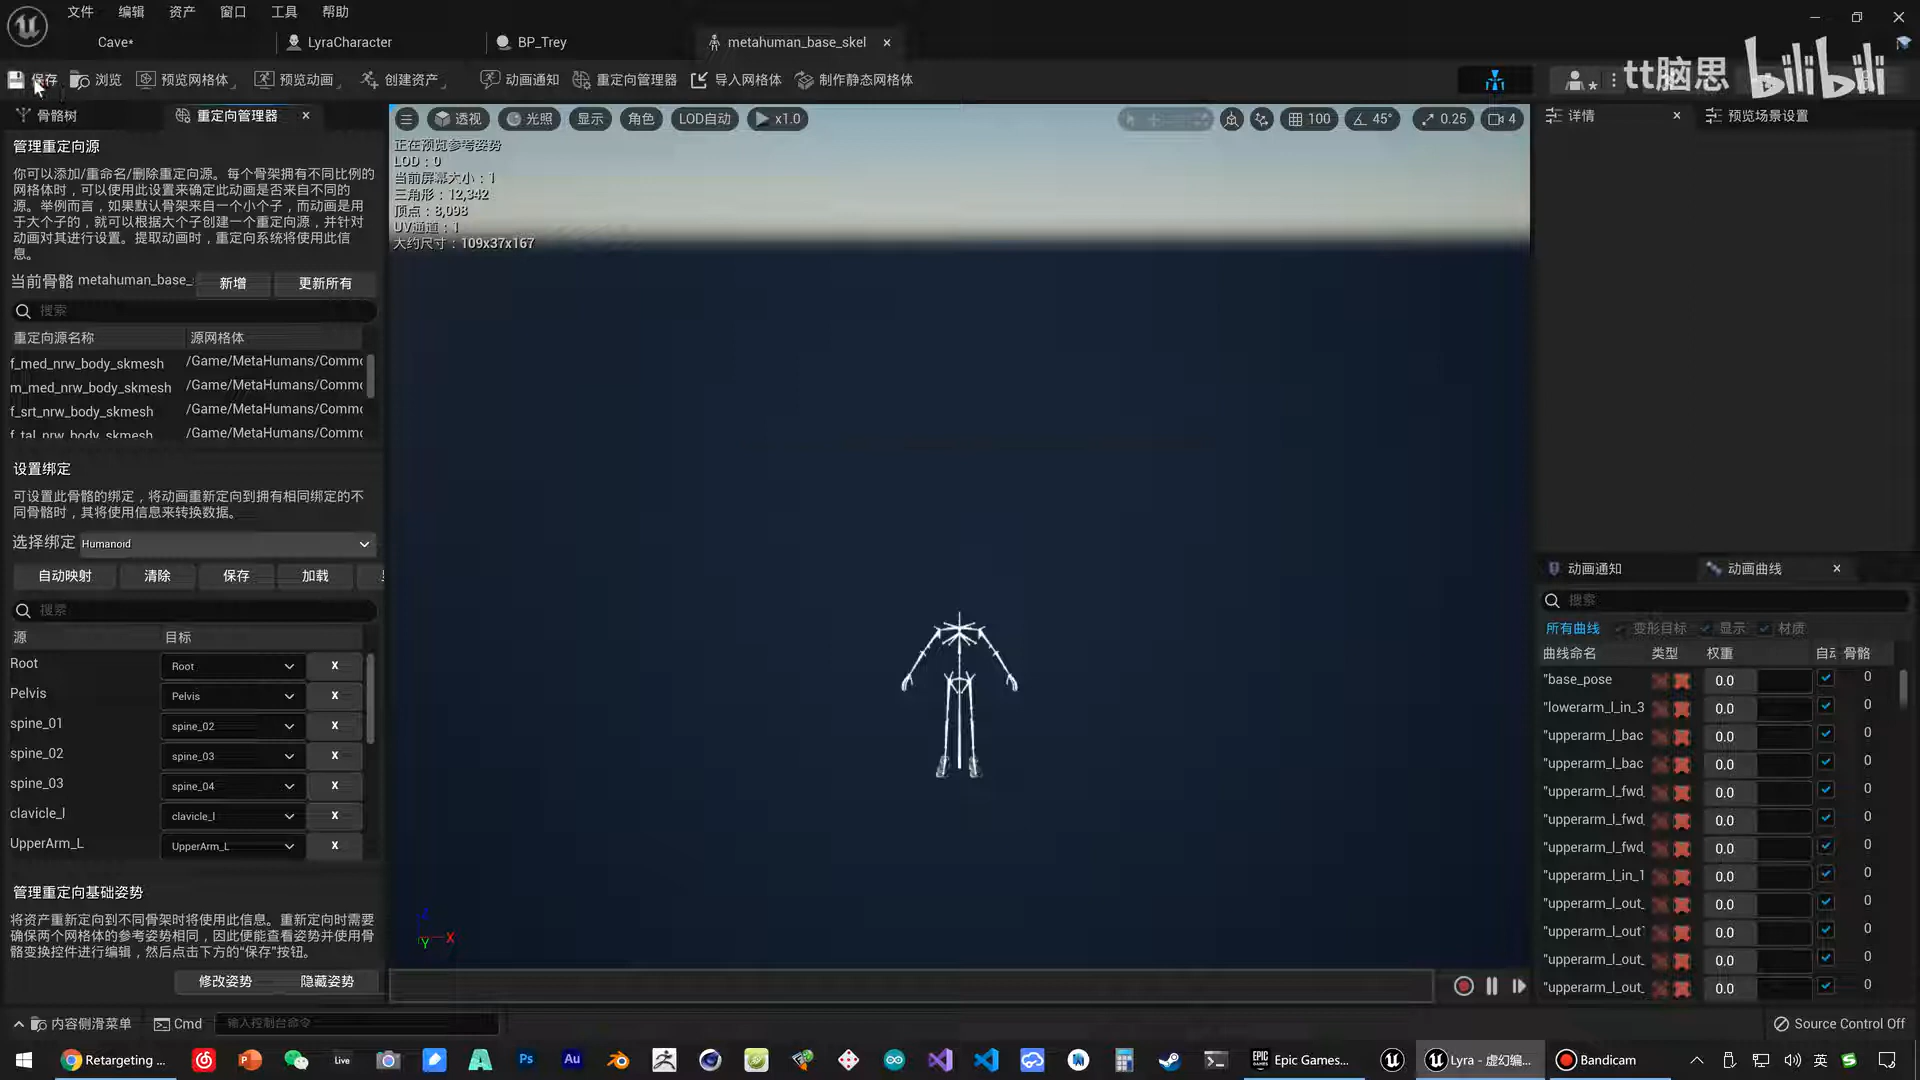 文件 编辑 资产 窗口 工具 帮助
Cave* LyraCharacter BP_Trey metahuman_base_skel
保存 浏览 预览网格体 预览动画 创建资产 动画通知 重定向管理器 导入网格体 制作静态网格体
tt脑思 bilibili
骨骼树 重定向管理器
管理重定向源
你可以添加/重命名/删除重定向源。每个骨架拥有不同比例的
网格体时，可以使用此设置来确定此动画是否来自不同的
源。举例而言，如果默认骨架来自一个小个子，而动画是用
于大个子的，就可以根据大个子创建一个重定向源，并针对
动画对其进行设置。提取动画时，重定向系统将使用此信
息。
当前骨骼 metahuman_base_ 新增 更新所有
搜索
重定向源名称 源网格体
f_med_nrw_body_skmesh /Game/MetaHumans/Commo
m_med_nrw_body_skmesh /Game/MetaHumans/Commo
f_srt_nrw_body_skmesh /Game/MetaHumans/Commo
f_tal_nrw_body_skmesh /Game/MetaHumans/Commo
设置绑定
可设置此骨骼的绑定，将动画重新定向到拥有相同绑定的不
同骨骼时，其将使用信息来转换数据。
选择绑定 Humanoid
自动映射 清除 保存 加载
搜索
源 目标
Root Root x
Pelvis Pelvis x
spine_01 spine_02 x
spine_02 spine_03 x
spine_03 spine_04 x
clavicle_l clavicle_l x
UpperArm_L UpperArm_L x
管理重定向基础姿势
将资产重新定向到不同骨架时将使用此信息。重新定向时需要
确保两个网格体的参考姿势相同，因此便能查看姿势并使用骨
骼变换控件进行编辑，然后点击下方的“保存”按钮。
修改姿势 隐藏姿势
透视 光照 显示 角色 LOD自动 x1.0 100 45° 0.25 4
正在预览参考姿势
LOD：0
当前屏幕大小：1
三角形：12,342
顶点：8,098
UV通道：1
大约尺寸：109x37x167
Z
Y X
详情 预览场景设置
动画通知 动画曲线
搜索
所有曲线 变形目标 显示 材质
曲线命名 类型 权重 自动 骨骼
"base_pose 0.0 0
"lowerarm_l_in_3 0.0 0
"upperarm_l_bac 0.0 0
"upperarm_l_bac 0.0 0
"upperarm_l_fwd_ 0.0 0
"upperarm_l_fwd_ 0.0 0
"upperarm_l_fwd_ 0.0 0
"upperarm_l_in_1 0.0 0
"upperarm_l_out_ 0.0 0
"upperarm_l_out1 0.0 0
"upperarm_l_out_ 0.0 0
"upperarm_l_out_ 0.0 0
内容侧滑菜单 Cmd 输入控制台命令 Source Control Off
Retargeting ... Live Ps Au Epic Games... Lyra - 虚幻编... Bandicam 英